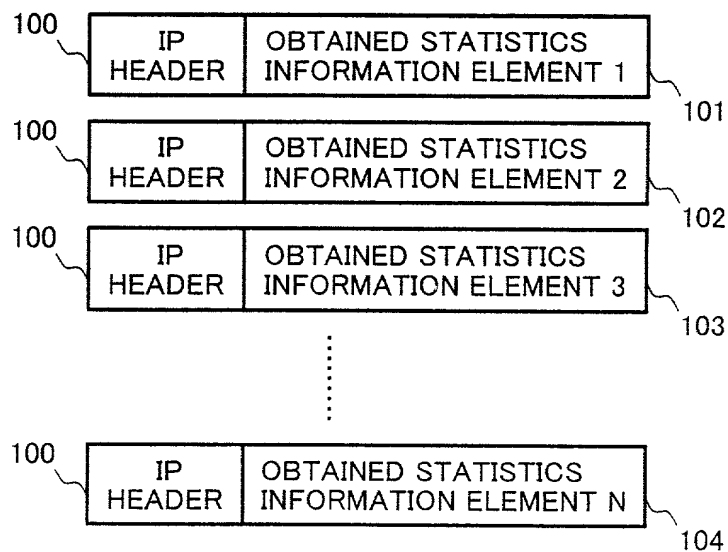 100
IP HEADER
OBTAINED STATISTICS
INFORMATION ELEMENT 1
101
100
IP HEADER
OBTAINED STATISTICS
INFORMATION ELEMENT 2
102
100
IP HEADER
OBTAINED STATISTICS
INFORMATION ELEMENT 3
103
100
IP HEADER
OBTAINED STATISTICS
INFORMATION ELEMENT N
104